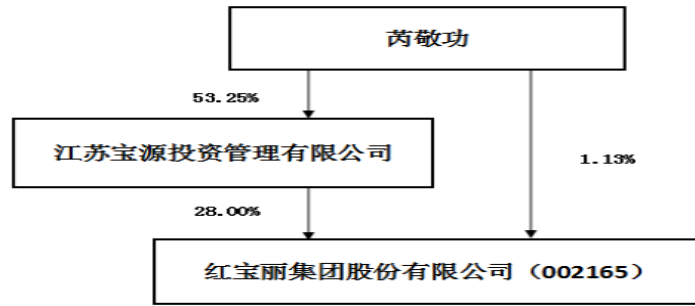 芮敬功
53.25%
江苏宝源投资管理有限公司
1.13%
28.00%
红宝丽集团股份有限公司（002165）